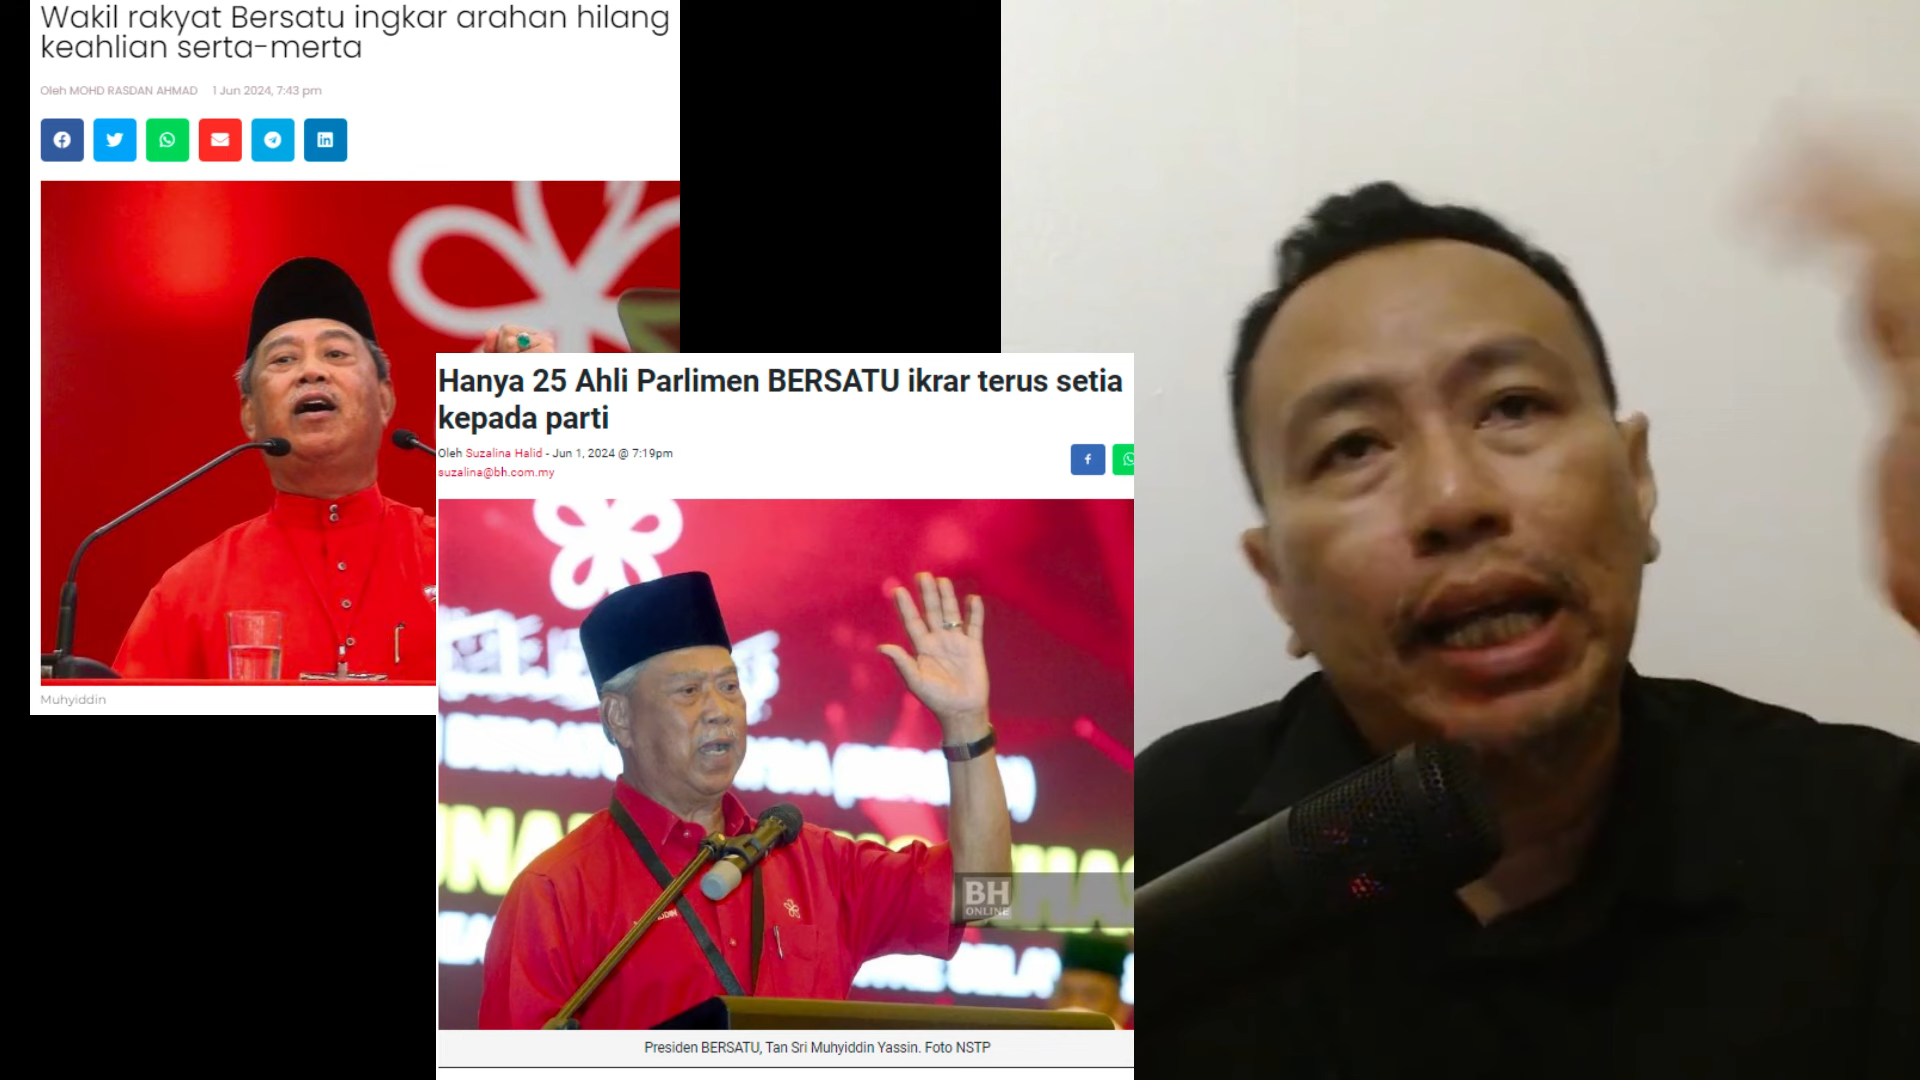 Wakil rakyat Bersatu ingkar arahan hilang
keahlian serta-merta
Oleh MOHD RASDAN AHMAD 1 Jun 2024, 7:43 pm
Muhyiddin
Hanya 25 Ahli Parlimen BERSATU ikrar terus setia
kepada parti
Oleh Suzalina Halid - Jun 1, 2024 @ 7:19pm
suzalina@bh.com.my
BH
ONLINE
Presiden BERSATU, Tan Sri Muhyiddin Yassin. Foto NSTP